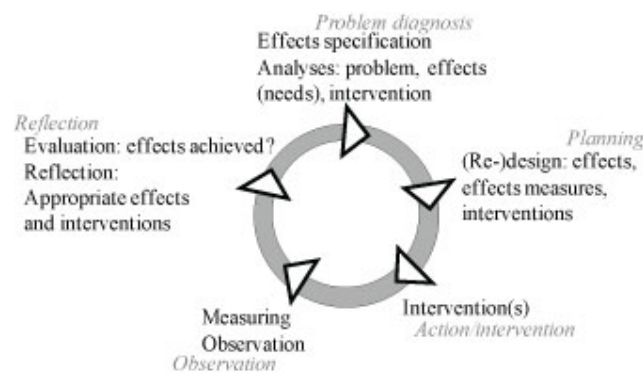 Problem diagnosis
Effects specification
Analyses: problem, effects
(needs), intervention
Planning
(Re-)design: effects,
effects measures,
interventions
Intervention(s)
Action/intervention
Measuring
Observation
Observation
Reflection
Evaluation: effects achieved?
Reflection:
Appropriate effects
and interventions